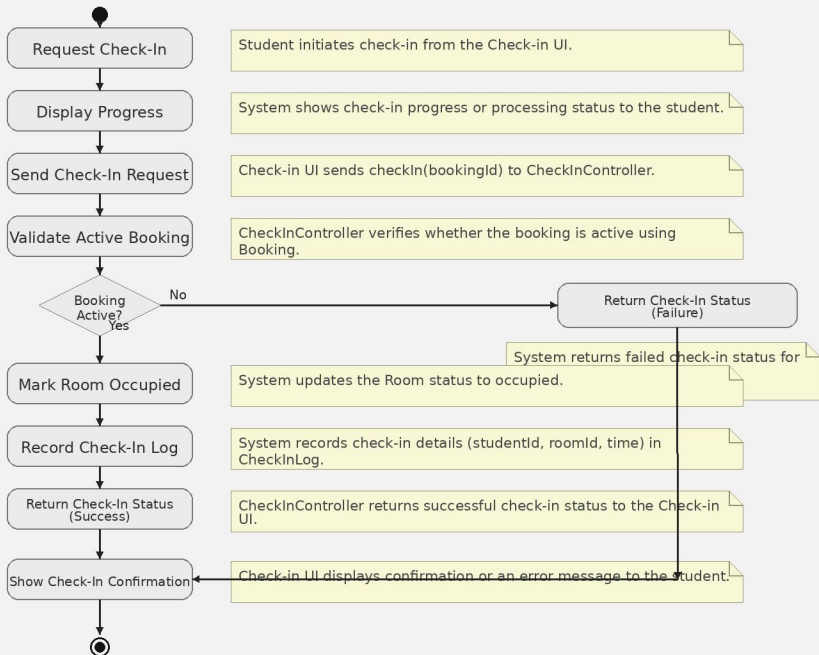 Request Check-In
Student initiates check-in from the Check-in UI.
Display Progress
System shows check-in progress or processing status to the student.
Send Check-In Request
Check-in UI sends checkIn(bookingId) to CheckInController.
Validate Active Booking
CheckInController verifies whether the booking is active using
Booking.
Booking
Active?
Yes
No
Return Check-In Status
(Failure)
System returns failed check-in status for
Mark Room Occupied
System updates the Room status to occupied.
Record Check-In Log
System records check-in details (studentId, roomId, time) in
CheckInLog.
Return Check-In Status
(Success)
CheckInController returns successful check-in status to the Check-in
UI.
Show Check-In Confirmation
Check-in UI displays confirmation or an error message to the student.